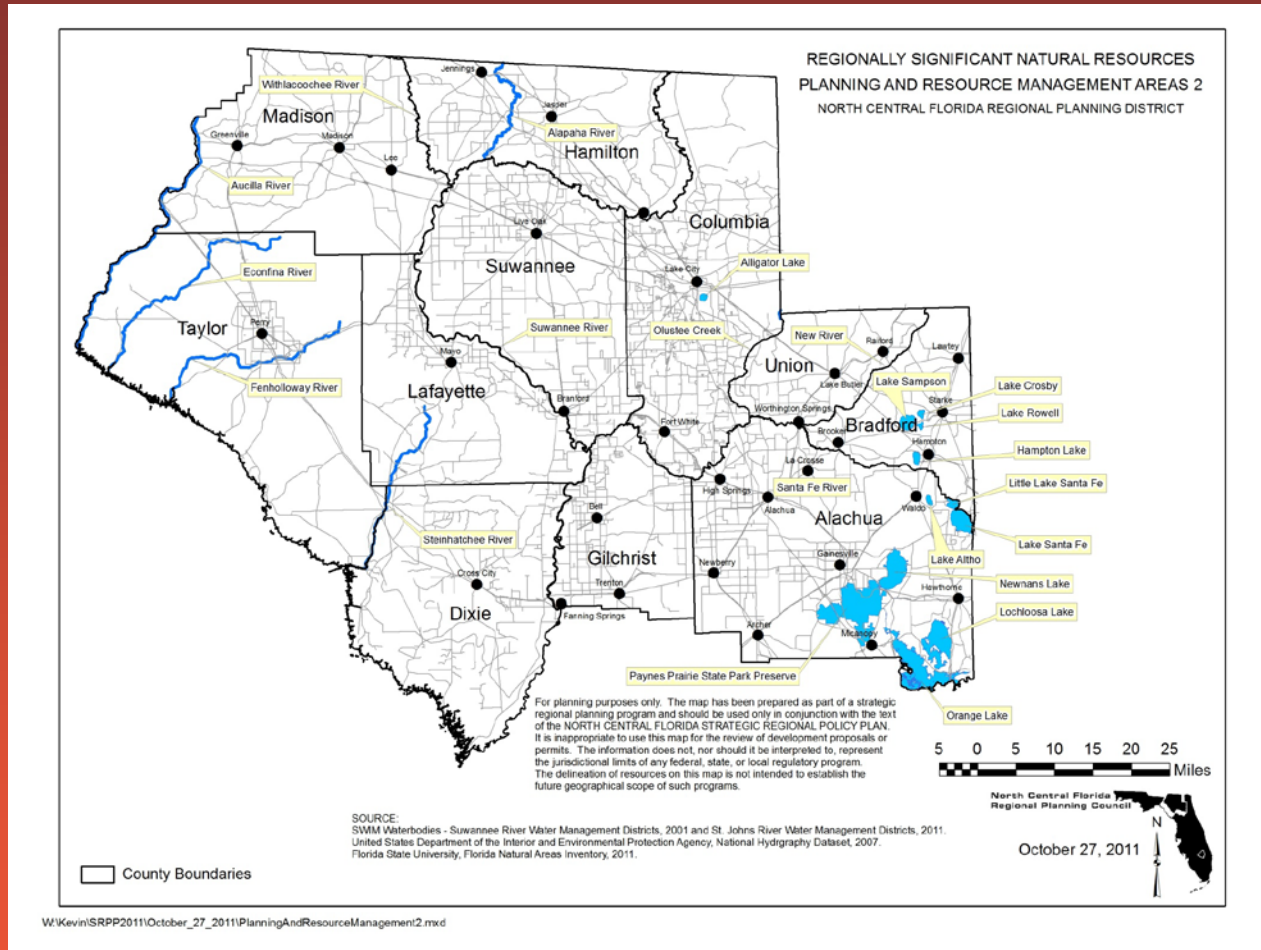 REGIONALLY SIGNIFICANT NATURAL RESOURCES
PLANNING AND RESOURCE MANAGEMENT AREAS 2
NORTH CENTRAL FLORIDA REGIONAL PLANNING DISTRICT
Jennings
Withlacoochee River
Madison
Jasper
Alapaha River
Hamilton
Greenville
Madison
Lee
Aucilla River
Columbia
Live Oak
Suwannee
Lake City
Alligator Lake
Econfina River
Taylor
Perry
Suwannee River
Olustee Creek
New River
Raiford
Lawtey
Union
Mayo
Lake Butler
Lake Sampson
Lake Crosby
Fenholloway River
Lafayette
Branford
Worthington Springs
Starke
Lake Rowell
Fort White
Brooker
Bradford
Hampton
Hampton Lake
La Crosse
High Springs
Santa Fe River
Little Lake Santa Fe
Bell
Alachua
Alachua
Waldo
Steinhatchee River
Lake Santa Fe
Gilchrist
Gainesville
Lake Altho
Newberry
Cross City
Trenton
Newnans Lake
Hawthorne
Dixie
Fanning Springs
Lochloosa Lake
Archer
Micanopy
Paynes Prairie State Park Preserve
Orange Lake
For planning purposes only. The map has been prepared as part of a strategic
regional planning program and should be used only in conjunction with the text
of the NORTH CENTRAL FLORIDA STRATEGIC REGIONAL POLICY PLAN.
It is inappropriate to use this map for the review of development proposals or
permits. The information does not, nor should it be interpreted to, represent
the jurisdictional limits of any federal, state, or local regulatory program.
The delineation of resources on this map is not intended to establish the
future geographical scope of such programs.
5 0 5 10 15 20 25
Miles
North Central Florida
Regional Planning Council
N
October 27, 2011
SOURCE:
SWIM Waterbodies - Suwannee River Water Management Districts, 2001 and St. Johns River Water Management Districts, 2011.
United States Department of the Interior and Environmental Protection Agency, National Hydrgraphy Dataset, 2007.
Florida State University, Florida Natural Areas Inventory, 2011.
County Boundaries
W:\Kevin\SRPP2011\October_27_2011\PlanningAndResourceManagement2.mxd